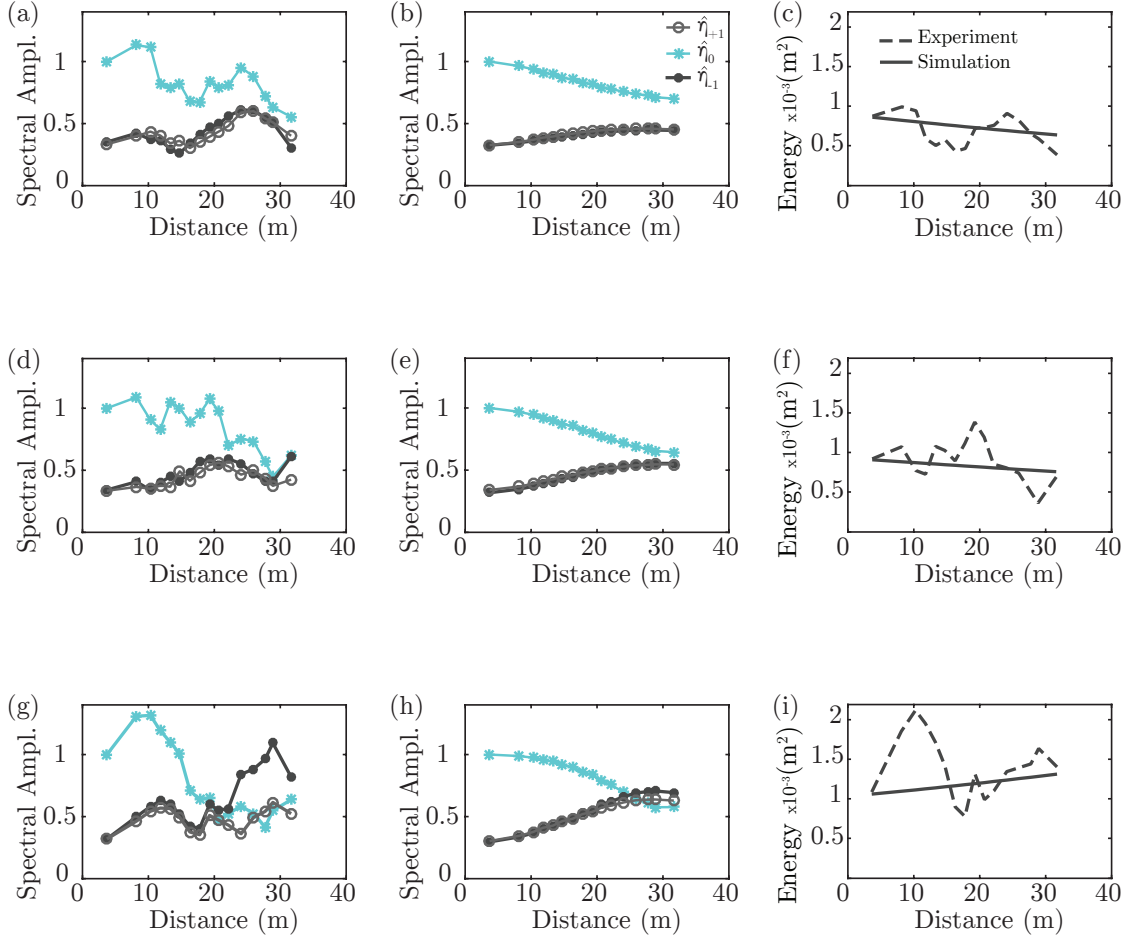 (a)
Spectral Ampl.
1
0.5
0
0 10 20 30 40
Distance (m)
(b)
Spectral Ampl.
1
0.5
0
η̂₊₁
η̂₀
η̂₋₁
0 10 20 30 40
Distance (m)
(c)
Energy x10⁻³(m²)
2
1.5
1
0.5
Experiment
Simulation
0 10 20 30 40
Distance (m)
(d)
Spectral Ampl.
1
0.5
0
0 10 20 30 40
Distance (m)
(e)
Spectral Ampl.
1
0.5
0
0 10 20 30 40
Distance (m)
(f)
Energy x10⁻³(m²)
2
1.5
1
0.5
0 10 20 30 40
Distance (m)
(g)
Spectral Ampl.
1
0.5
0
0 10 20 30 40
Distance (m)
(h)
Spectral Ampl.
1
0.5
0
0 10 20 30 40
Distance (m)
(i)
Energy x10⁻³(m²)
2
1.5
1
0.5
0 10 20 30 40
Distance (m)